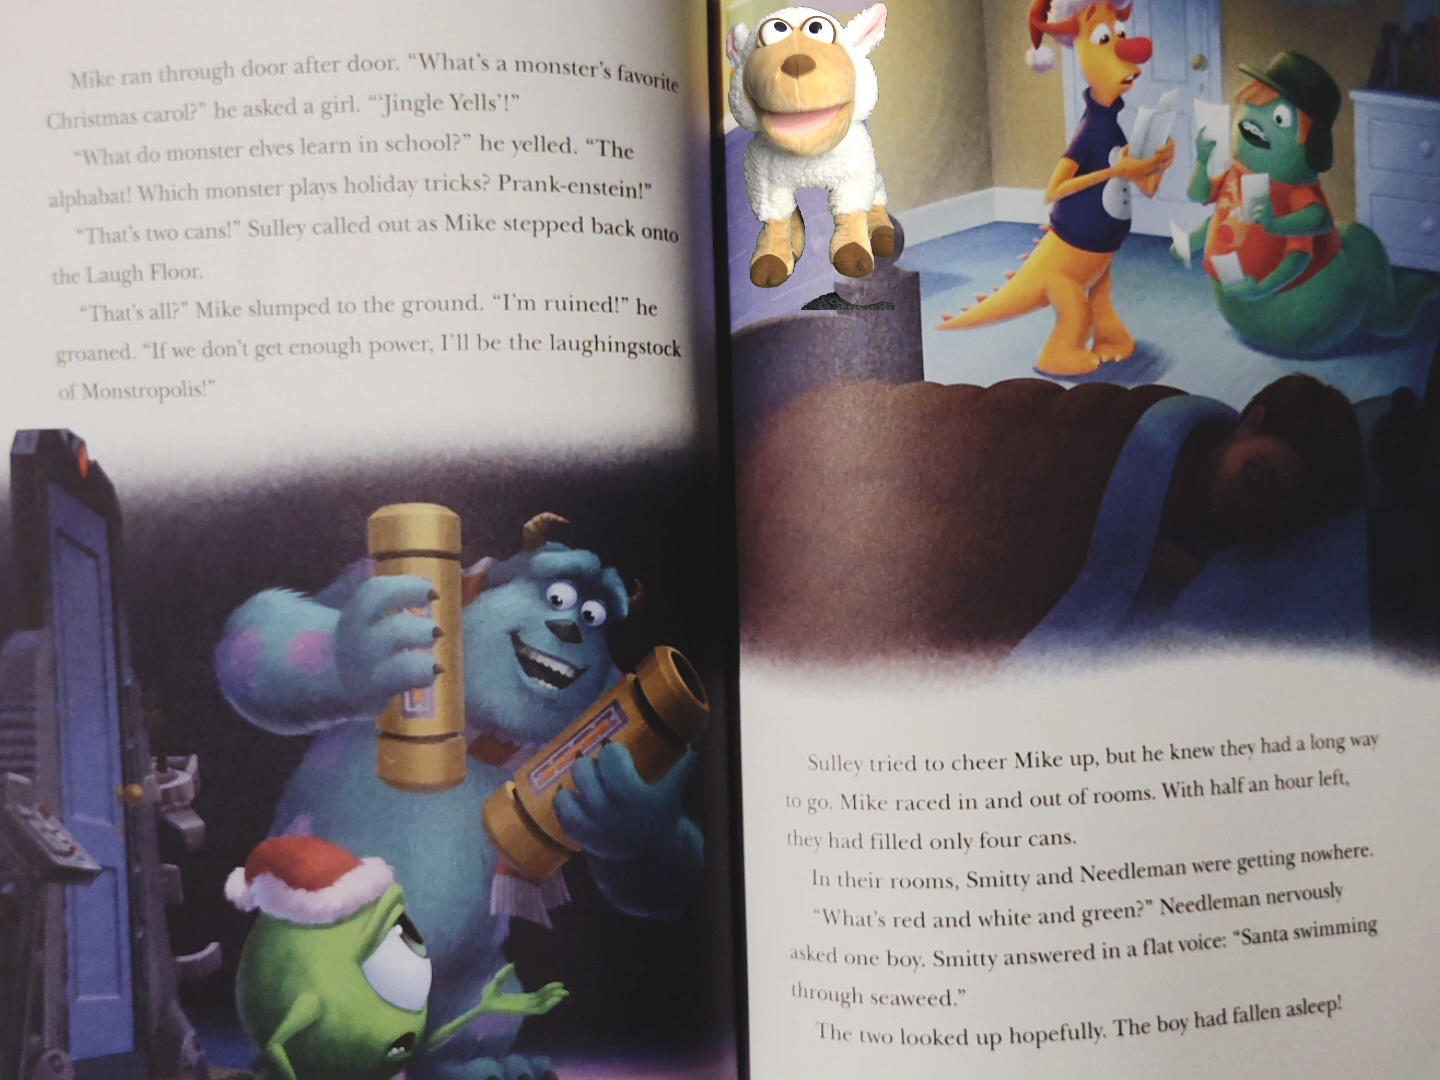 Mike ran through door after door. “What’s a monster’s favorite
Christmas carol?” he asked a girl. “‘Jingle Yells’!”
“What do monster elves learn in school?” he yelled. “The
alphabat! Which monster plays holiday tricks? Prank-enstein!”
“That’s two cans!” Sulley called out as Mike stepped back onto
the Laugh Floor.
“That’s all?” Mike slumped to the ground. “I’m ruined!” he
groaned. “If we don’t get enough power, I’ll be the laughingstock
of Monstropolis!”
Sulley tried to cheer Mike up, but he knew they had a long way
to go. Mike raced in and out of rooms. With half an hour left,
they had filled only four cans.
In their rooms, Smitty and Needleman were getting nowhere.
“What’s red and white and green?” Needleman nervously
asked one boy. Smitty answered in a flat voice: “Santa swimming
through seaweed.”
The two looked up hopefully. The boy had fallen asleep!